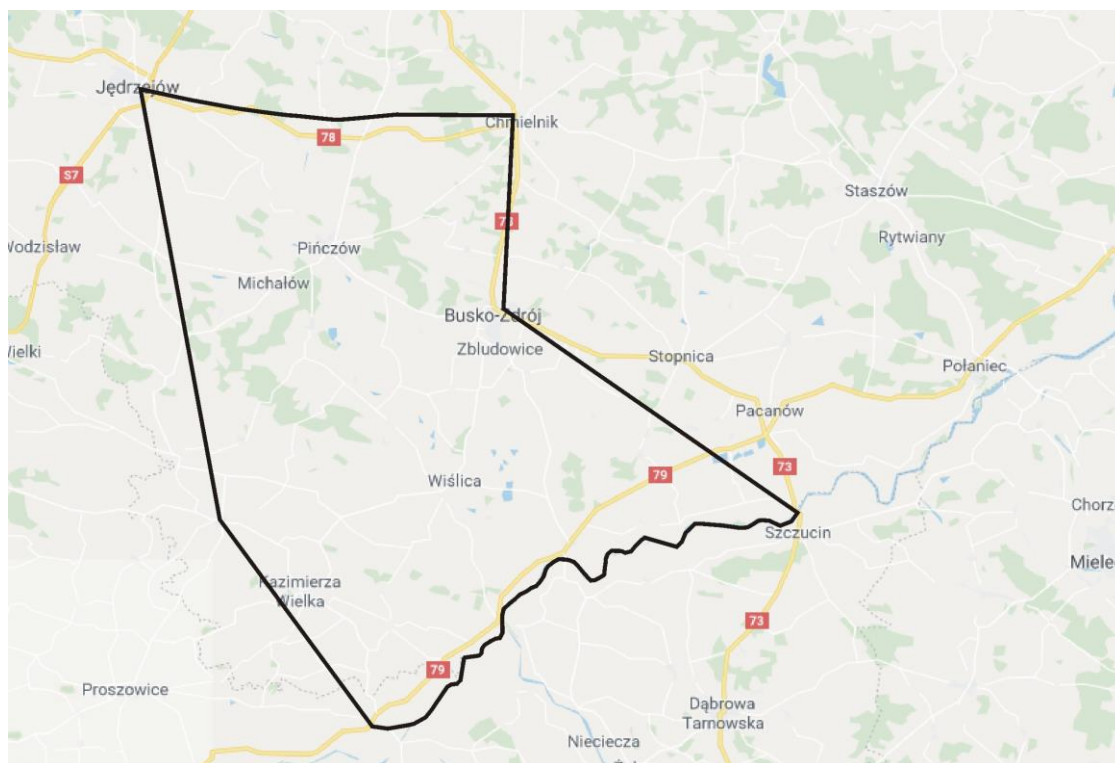 Jędrzejów
Chmielnik
78
S7
Staszów
73
Rytwiany
Wodzisław
Pińczów
Michałów
Busko-Zdrój
Zbludowice
Wielki
Stopnica
Połaniec
Pacanów
73
79
Wiślica
Chorz
Szczucin
Mielec
Kazimierza
Wielka
73
79
Proszowice
Dąbrowa
Tarnowska
Nieciecza